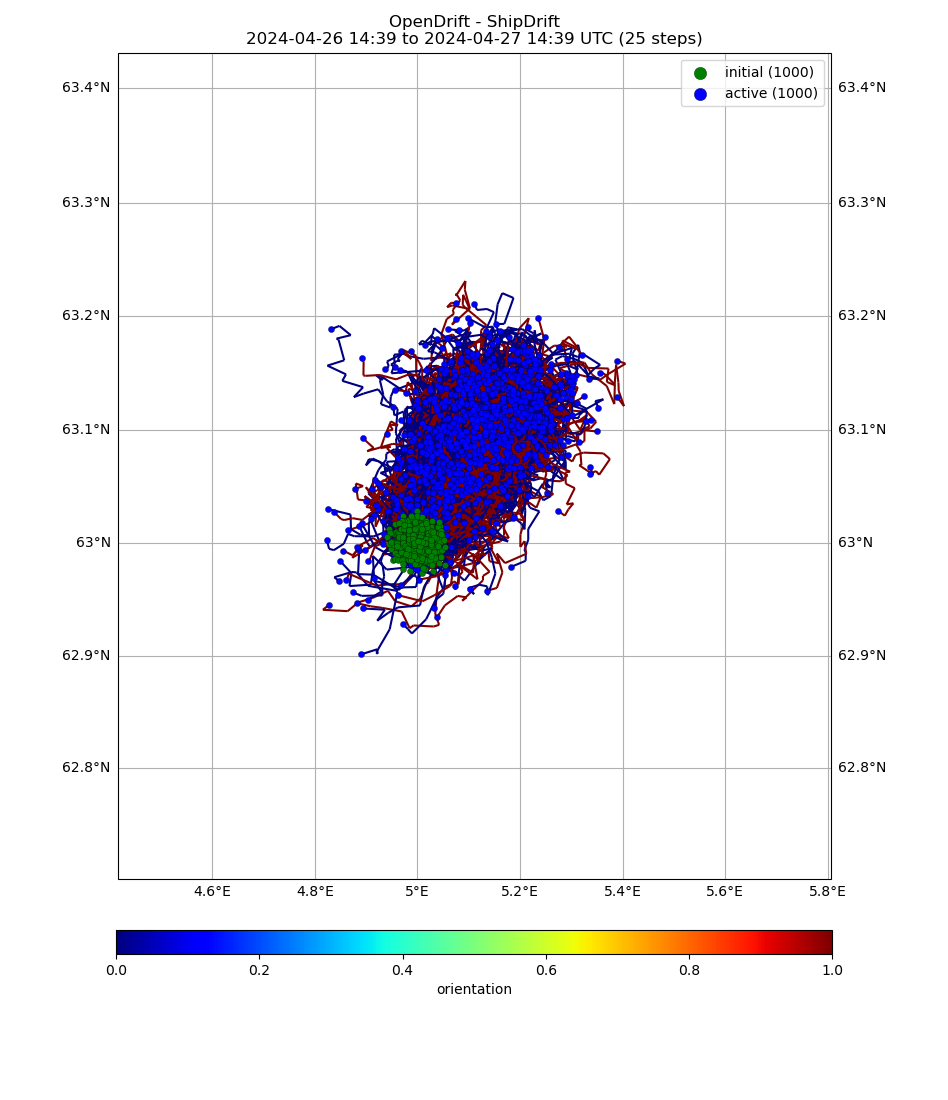 OpenDrift - ShipDrift
2024-04-26 14:39 to 2024-04-27 14:39 UTC (25 steps)
initial (1000)
active (1000)
63.4°N 63.4°N
63.3°N 63.3°N
63.2°N 63.2°N
63.1°N 63.1°N
63°N 63°N
62.9°N 62.9°N
62.8°N 62.8°N
4.6°E 4.8°E 5°E 5.2°E 5.4°E 5.6°E 5.8°E
0.0 0.2 0.4 0.6 0.8 1.0
orientation